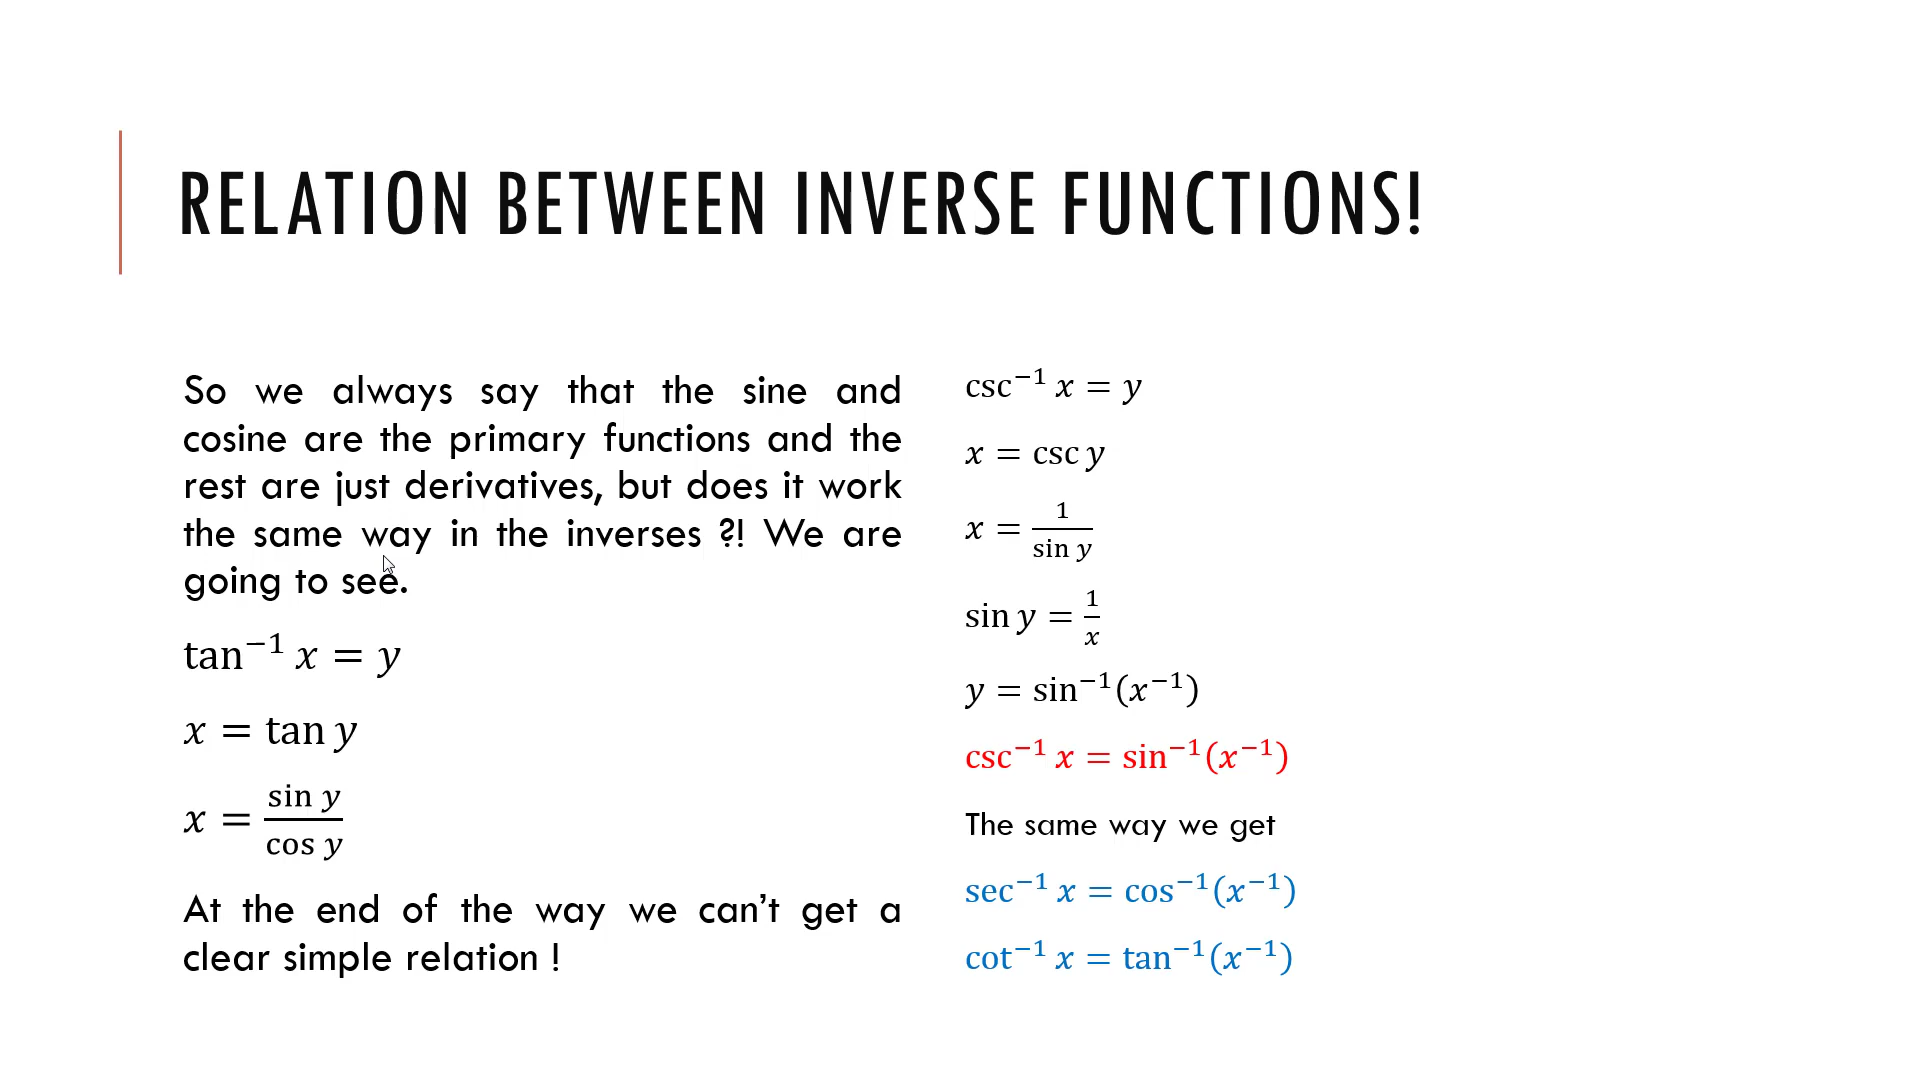 RELATION BETWEEN INVERSE FUNCTIONS!
So we always say that the sine and
cosine are the primary functions and the
rest are just derivatives, but does it work
the same way in the inverses ?! We are
going to see.
tan⁻¹ x = y
x = tan y
x = sin y / cos y
At the end of the way we can’t get a
clear simple relation !
csc⁻¹ x = y
x = csc y
x = 1 / sin y
sin y = 1 / x
y = sin⁻¹(x⁻¹)
csc⁻¹ x = sin⁻¹(x⁻¹)
The same way we get
sec⁻¹ x = cos⁻¹(x⁻¹)
cot⁻¹ x = tan⁻¹(x⁻¹)